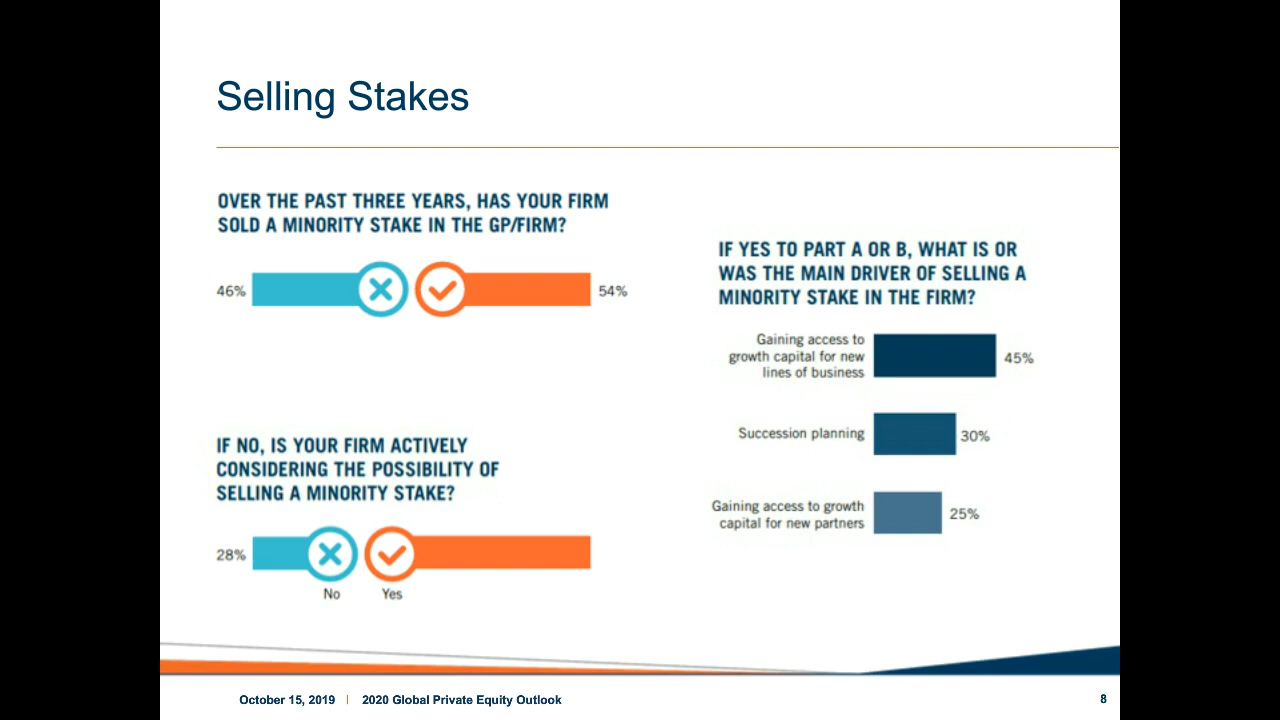 Selling Stakes
OVER THE PAST THREE YEARS, HAS YOUR FIRM
SOLD A MINORITY STAKE IN THE GP/FIRM?
46%
54%
IF NO, IS YOUR FIRM ACTIVELY
CONSIDERING THE POSSIBILITY OF
SELLING A MINORITY STAKE?
28%
No
Yes
IF YES TO PART A OR B, WHAT IS OR
WAS THE MAIN DRIVER OF SELLING A
MINORITY STAKE IN THE FIRM?
Gaining access to
growth capital for new
lines of business
45%
Succession planning
30%
Gaining access to growth
capital for new partners
25%
October 15, 2019 | 2020 Global Private Equity Outlook
8